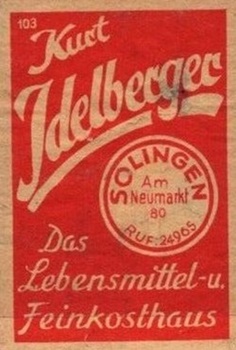 103
Kurt
Idelberger
SOLINGEN
Am
Neumarkt
80
RUF: 24965
Das
Lebensmittel-u.
Feinkosthaus